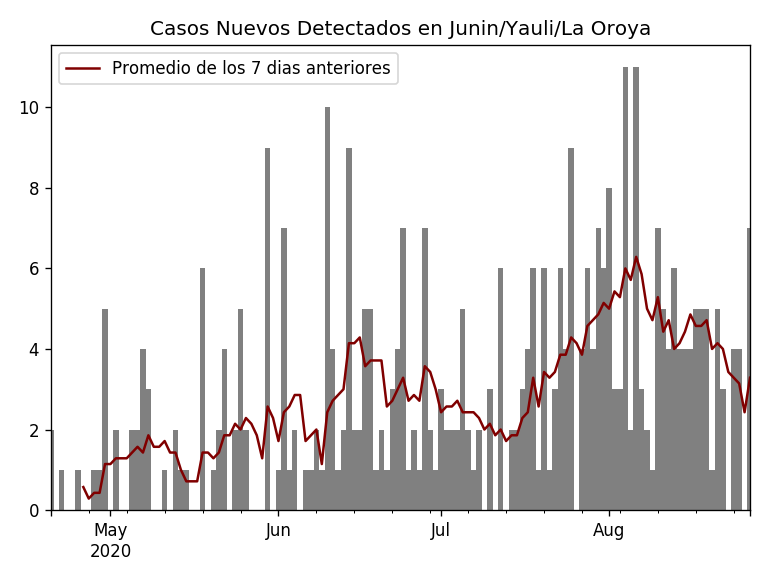 Casos Nuevos Detectados en Junin/Yauli/La Oroya
Promedio de los 7 dias anteriores
10
8
6
4
2
0
May
2020
Jun
Jul
Aug